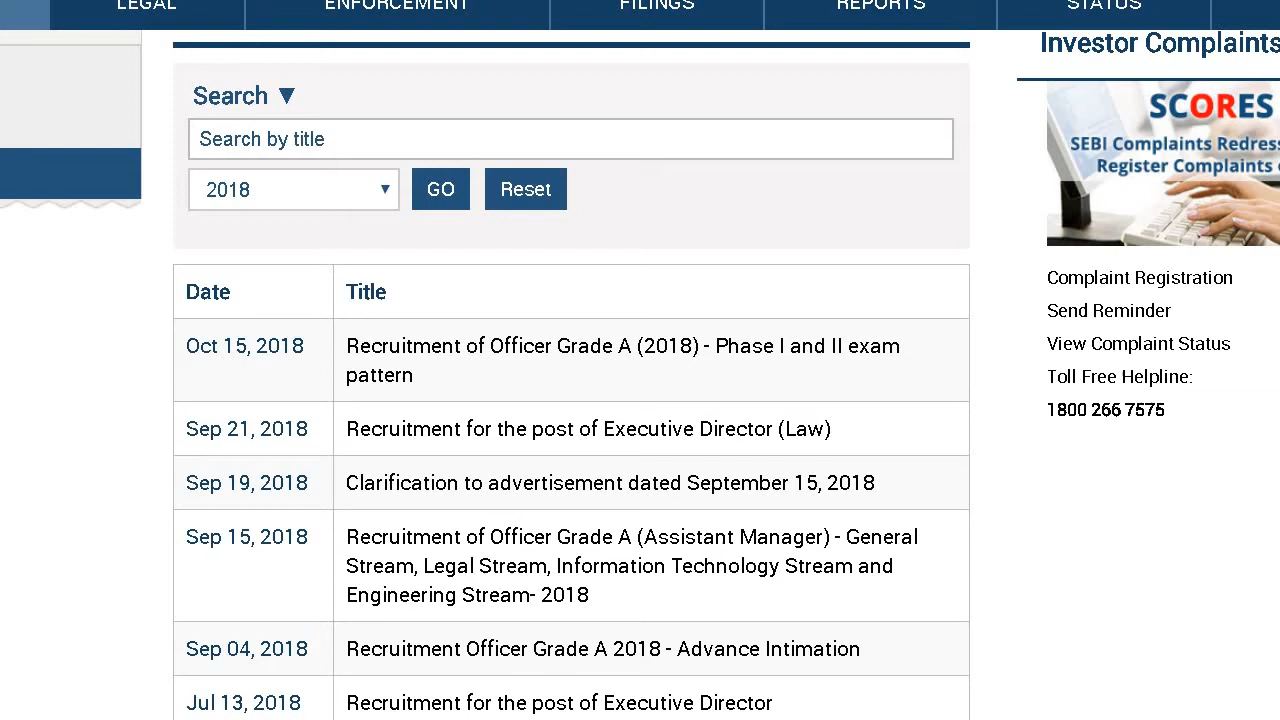 LEGAL ENFORCEMENT FILINGS REPORTS STATUS
Investor Complaints
SCORES
SEBI Complaints Redress
Register Complaints
Search ▼
Search by title
2018 ▼ GO Reset
Date Title
Oct 15, 2018 Recruitment of Officer Grade A (2018) - Phase I and II exam
pattern
Sep 21, 2018 Recruitment for the post of Executive Director (Law)
Sep 19, 2018 Clarification to advertisement dated September 15, 2018
Sep 15, 2018 Recruitment of Officer Grade A (Assistant Manager) - General
Stream, Legal Stream, Information Technology Stream and
Engineering Stream- 2018
Sep 04, 2018 Recruitment Officer Grade A 2018 - Advance Intimation
Jul 13, 2018 Recruitment for the post of Executive Director
Complaint Registration
Send Reminder
View Complaint Status
Toll Free Helpline:
1800 266 7575